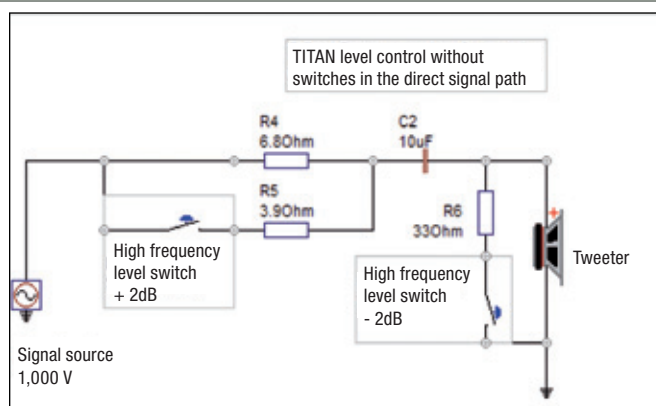 TITAN level control without
switches in the direct signal path
R4
6.8Ohm
C2
10uF
R5
3.9Ohm
R6
33Ohm
High frequency
level switch
+ 2dB
High frequency
level switch
- 2dB
Tweeter
+
Signal source
1,000 V